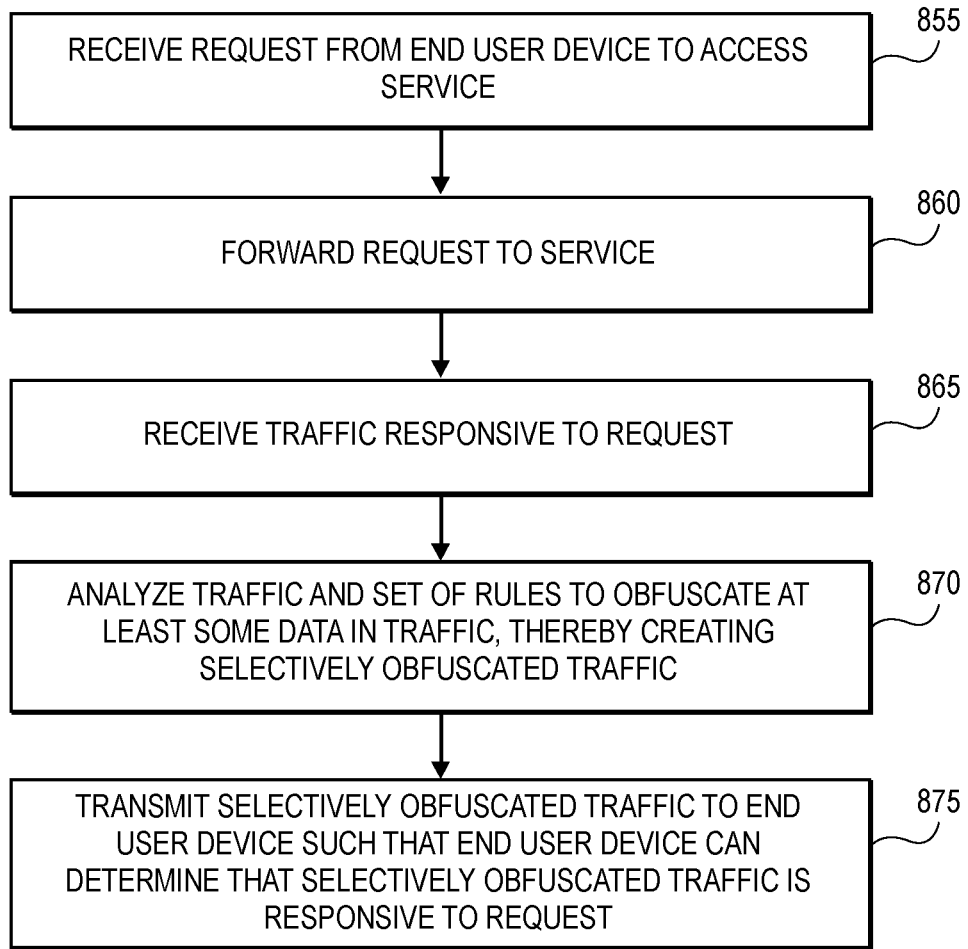 855
RECEIVE REQUEST FROM END USER DEVICE TO ACCESS
SERVICE
860
FORWARD REQUEST TO SERVICE
865
RECEIVE TRAFFIC RESPONSIVE TO REQUEST
870
ANALYZE TRAFFIC AND SET OF RULES TO OBFUSCATE AT
LEAST SOME DATA IN TRAFFIC, THEREBY CREATING
SELECTIVELY OBFUSCATED TRAFFIC
875
TRANSMIT SELECTIVELY OBFUSCATED TRAFFIC TO END
USER DEVICE SUCH THAT END USER DEVICE CAN
DETERMINE THAT SELECTIVELY OBFUSCATED TRAFFIC IS
RESPONSIVE TO REQUEST